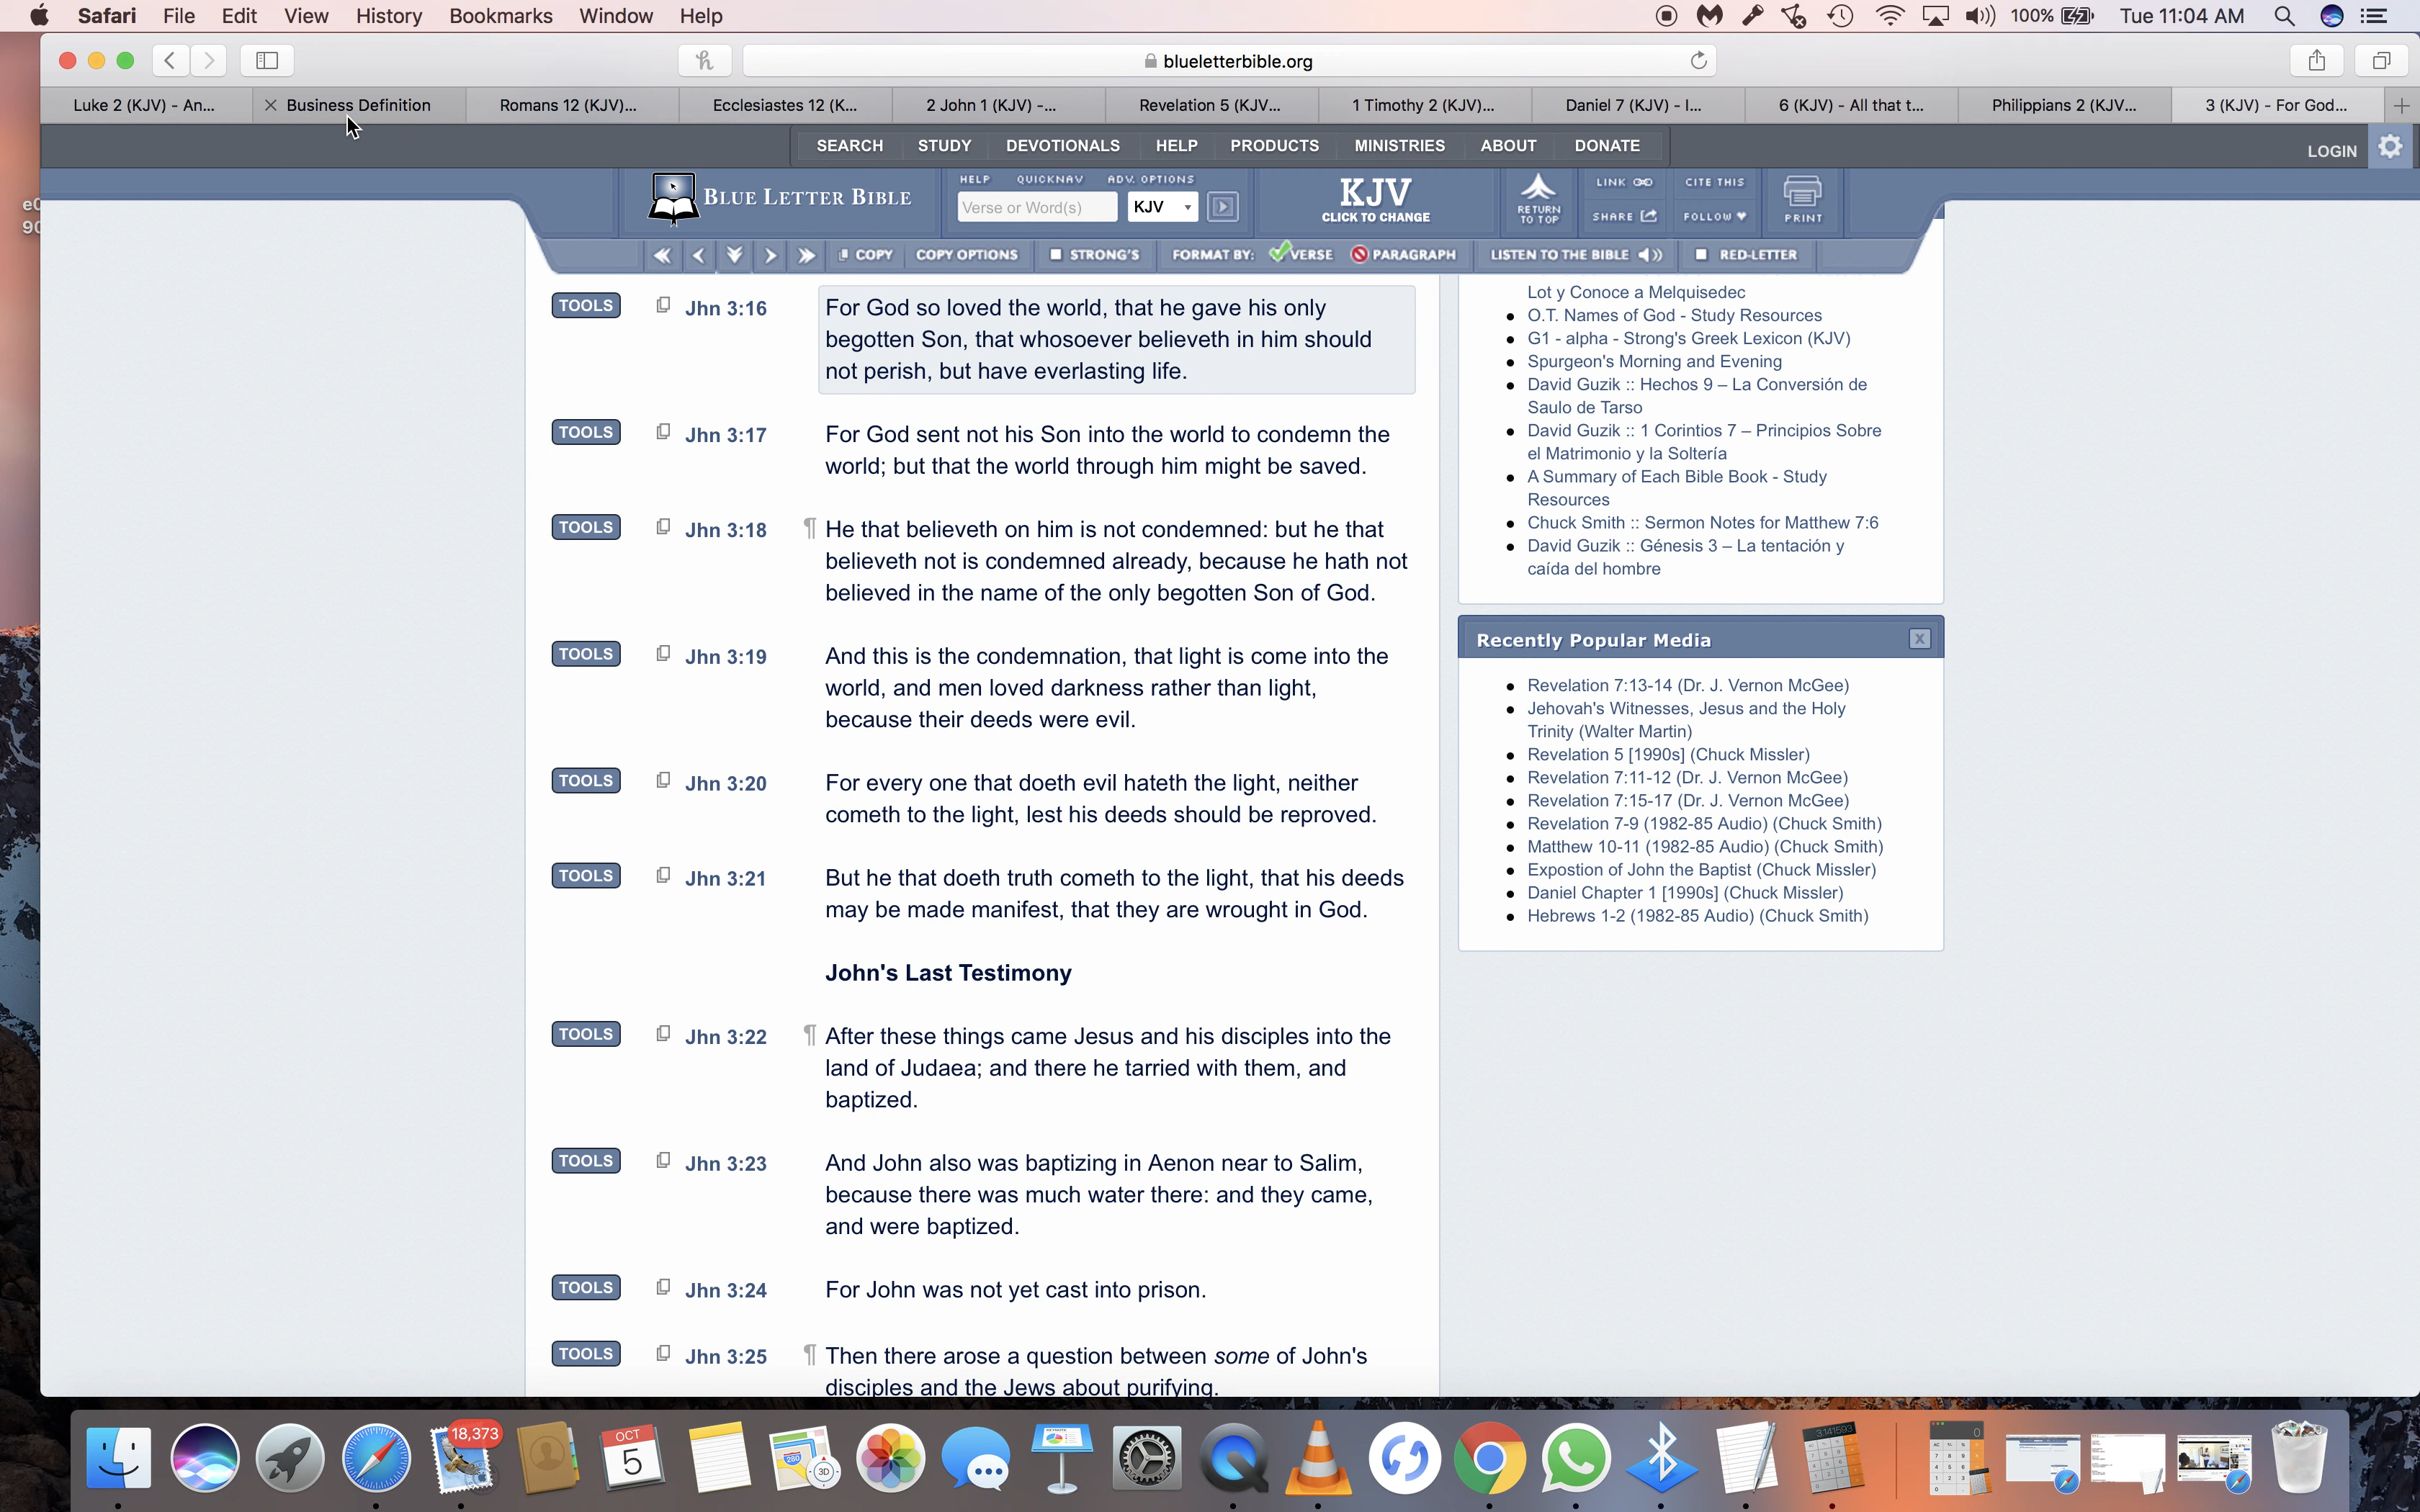 Safari File Edit View History Bookmarks Window Help 100% Tue 11:04 AM
blueletterbible.org
Luke 2 (KJV) - An... Business Definition Romans 12 (KJV)... Ecclesiastes 12 (K... 2 John 1 (KJV) -... Revelation 5 (KJV... 1 Timothy 2 (KJV)... Daniel 7 (KJV) - I... 6 (KJV) - All that t... Philippians 2 (KJV... 3 (KJV) - For God...
SEARCH STUDY DEVOTIONALS HELP PRODUCTS MINISTRIES ABOUT DONATE LOGIN
HELP QUICKNAV ADV. OPTIONS
BLUE LETTER BIBLE Verse or Word(s) KJV
KJV
CLICK TO CHANGE
RETURN
TO TOP
LINK CITE THIS
SHARE FOLLOW
PRINT
COPY COPY OPTIONS STRONG'S FORMAT BY: VERSE PARAGRAPH LISTEN TO THE BIBLE RED-LETTER
TOOLS Jhn 3:16 For God so loved the world, that he gave his only
begotten Son, that whosoever believeth in him should
not perish, but have everlasting life.
TOOLS Jhn 3:17 For God sent not his Son into the world to condemn the
world; but that the world through him might be saved.
TOOLS Jhn 3:18 ¶ He that believeth on him is not condemned: but he that
believeth not is condemned already, because he hath not
believed in the name of the only begotten Son of God.
TOOLS Jhn 3:19 And this is the condemnation, that light is come into the
world, and men loved darkness rather than light,
because their deeds were evil.
TOOLS Jhn 3:20 For every one that doeth evil hateth the light, neither
cometh to the light, lest his deeds should be reproved.
TOOLS Jhn 3:21 But he that doeth truth cometh to the light, that his deeds
may be made manifest, that they are wrought in God.
John's Last Testimony
TOOLS Jhn 3:22 ¶ After these things came Jesus and his disciples into the
land of Judaea; and there he tarried with them, and
baptized.
TOOLS Jhn 3:23 And John also was baptizing in Aenon near to Salim,
because there was much water there: and they came,
and were baptized.
TOOLS Jhn 3:24 For John was not yet cast into prison.
TOOLS Jhn 3:25 ¶ Then there arose a question between some of John's
disciples and the Jews about purifying.
Lot y Conoce a Melquisedec
O.T. Names of God - Study Resources
G1 - alpha - Strong's Greek Lexicon (KJV)
Spurgeon's Morning and Evening
David Guzik :: Hechos 9 – La Conversión de
Saulo de Tarso
David Guzik :: 1 Corintios 7 – Principios Sobre
el Matrimonio y la Soltería
A Summary of Each Bible Book - Study
Resources
Chuck Smith :: Sermon Notes for Matthew 7:6
David Guzik :: Génesis 3 – La tentación y
caída del hombre
Recently Popular Media
Revelation 7:13-14 (Dr. J. Vernon McGee)
Jehovah's Witnesses, Jesus and the Holy
Trinity (Walter Martin)
Revelation 5 [1990s] (Chuck Missler)
Revelation 7:11-12 (Dr. J. Vernon McGee)
Revelation 7:15-17 (Dr. J. Vernon McGee)
Revelation 7-9 (1982-85 Audio) (Chuck Smith)
Matthew 10-11 (1982-85 Audio) (Chuck Smith)
Expostion of John the Baptist (Chuck Missler)
Daniel Chapter 1 [1990s] (Chuck Missler)
Hebrews 1-2 (1982-85 Audio) (Chuck Smith)
18,373
OCT
5
280
3D
3.141593
0